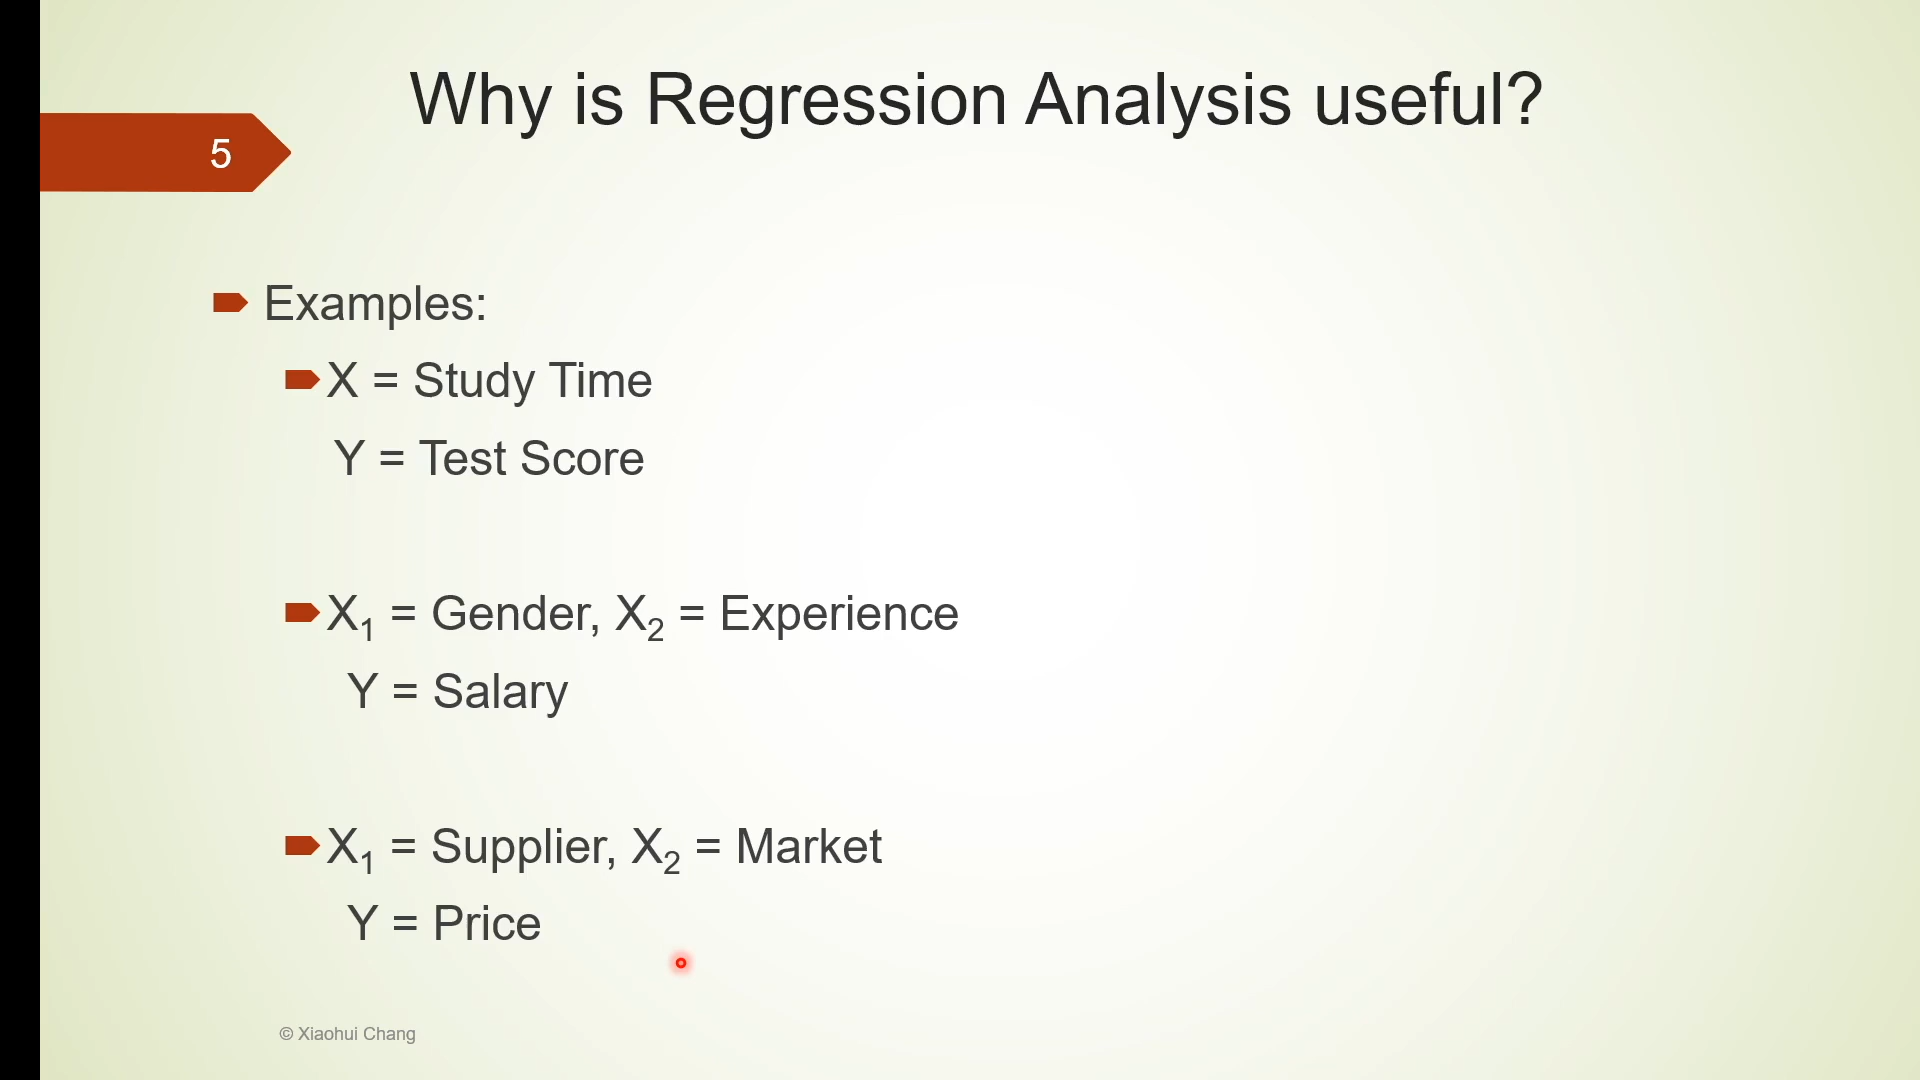 Why is Regression Analysis useful?
5
Examples:
X = Study Time
Y = Test Score
X₁ = Gender, X₂ = Experience
Y = Salary
X₁ = Supplier, X₂ = Market
Y = Price
© Xiaohui Chang